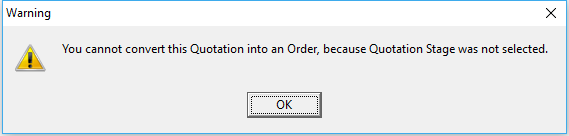 Warning
You cannot convert this Quotation into an Order, because Quotation Stage was not selected.
OK